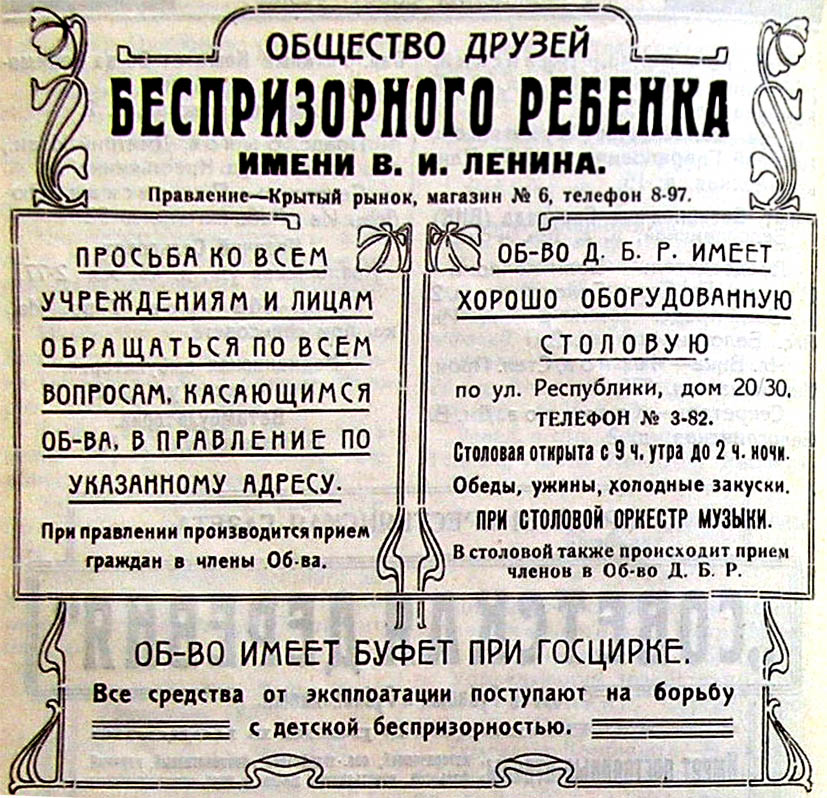 ОБЩЕСТВО ДРУЗЕЙ
БЕСПРИЗОРНОГО РЕБЕНКА
ИМЕНИ В. И. ЛЕНИНА.
Правление—Крытый рынок, магазин № 6, телефон 8-97.
ПРОСЬБА КО ВСЕМ
УЧРЕЖДЕНИЯМ И ЛИЦАМ
ОБРАЩАТЬСЯ ПО ВСЕМ
ВОПРОСАМ, КАСАЮЩИМСЯ
ОБ-ВА, В ПРАВЛЕНИЕ ПО
УКАЗАННОМУ АДРЕСУ.
При правлении производится прием
граждан в члены Об-ва.
ОБ-ВО Д. Б. Р. ИМЕЕТ
ХОРОШО ОБОРУДОВАННУЮ
СТОЛОВУЮ
по ул. Республики, дом 20/30,
ТЕЛЕФОН № 3-82.
Столовая открыта с 9 ч. утра до 2 ч. ночи.
Обеды, ужины, холодные закуски.
ПРИ СТОЛОВОЙ ОРКЕСТР МУЗЫКИ.
В столовой также происходит прием
членов в Об-во Д. Б. Р.
ОБ-ВО ИМЕЕТ БУФЕТ ПРИ ГОСЦИРКЕ.
Все средства от эксплоатации поступают на борьбу
с детской беспризорностью.